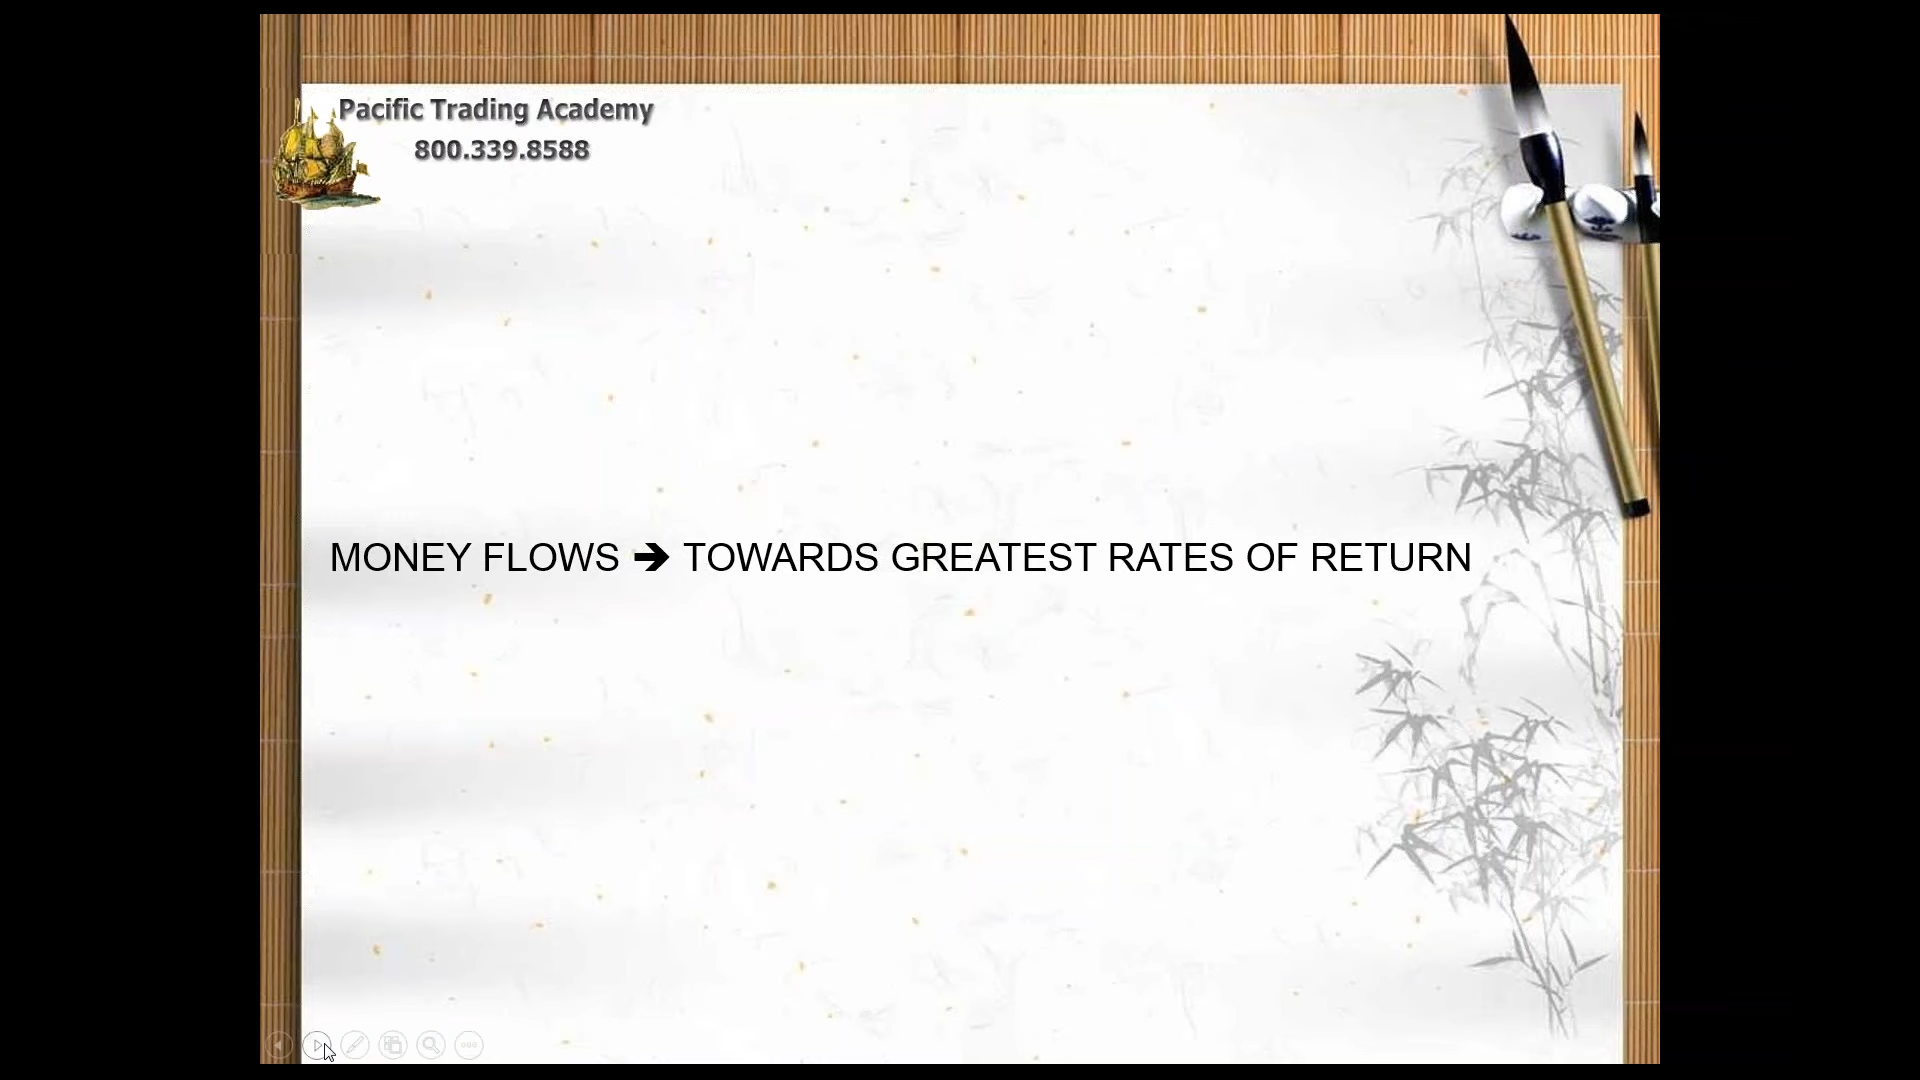 Pacific Trading Academy
800.339.8588
MONEY FLOWS 🡺 TOWARDS GREATEST RATES OF RETURN